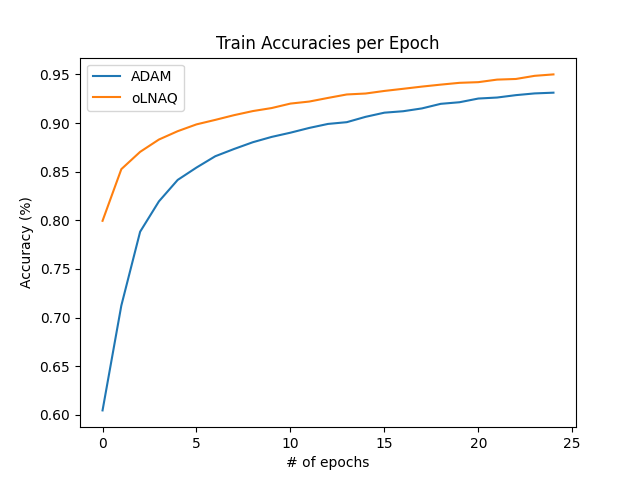 Train Accuracies per Epoch
ADAM
oLNAQ
Accuracy (%)
0.95
0.90
0.85
0.80
0.75
0.70
0.65
0.60
0 5 10 15 20 25
# of epochs